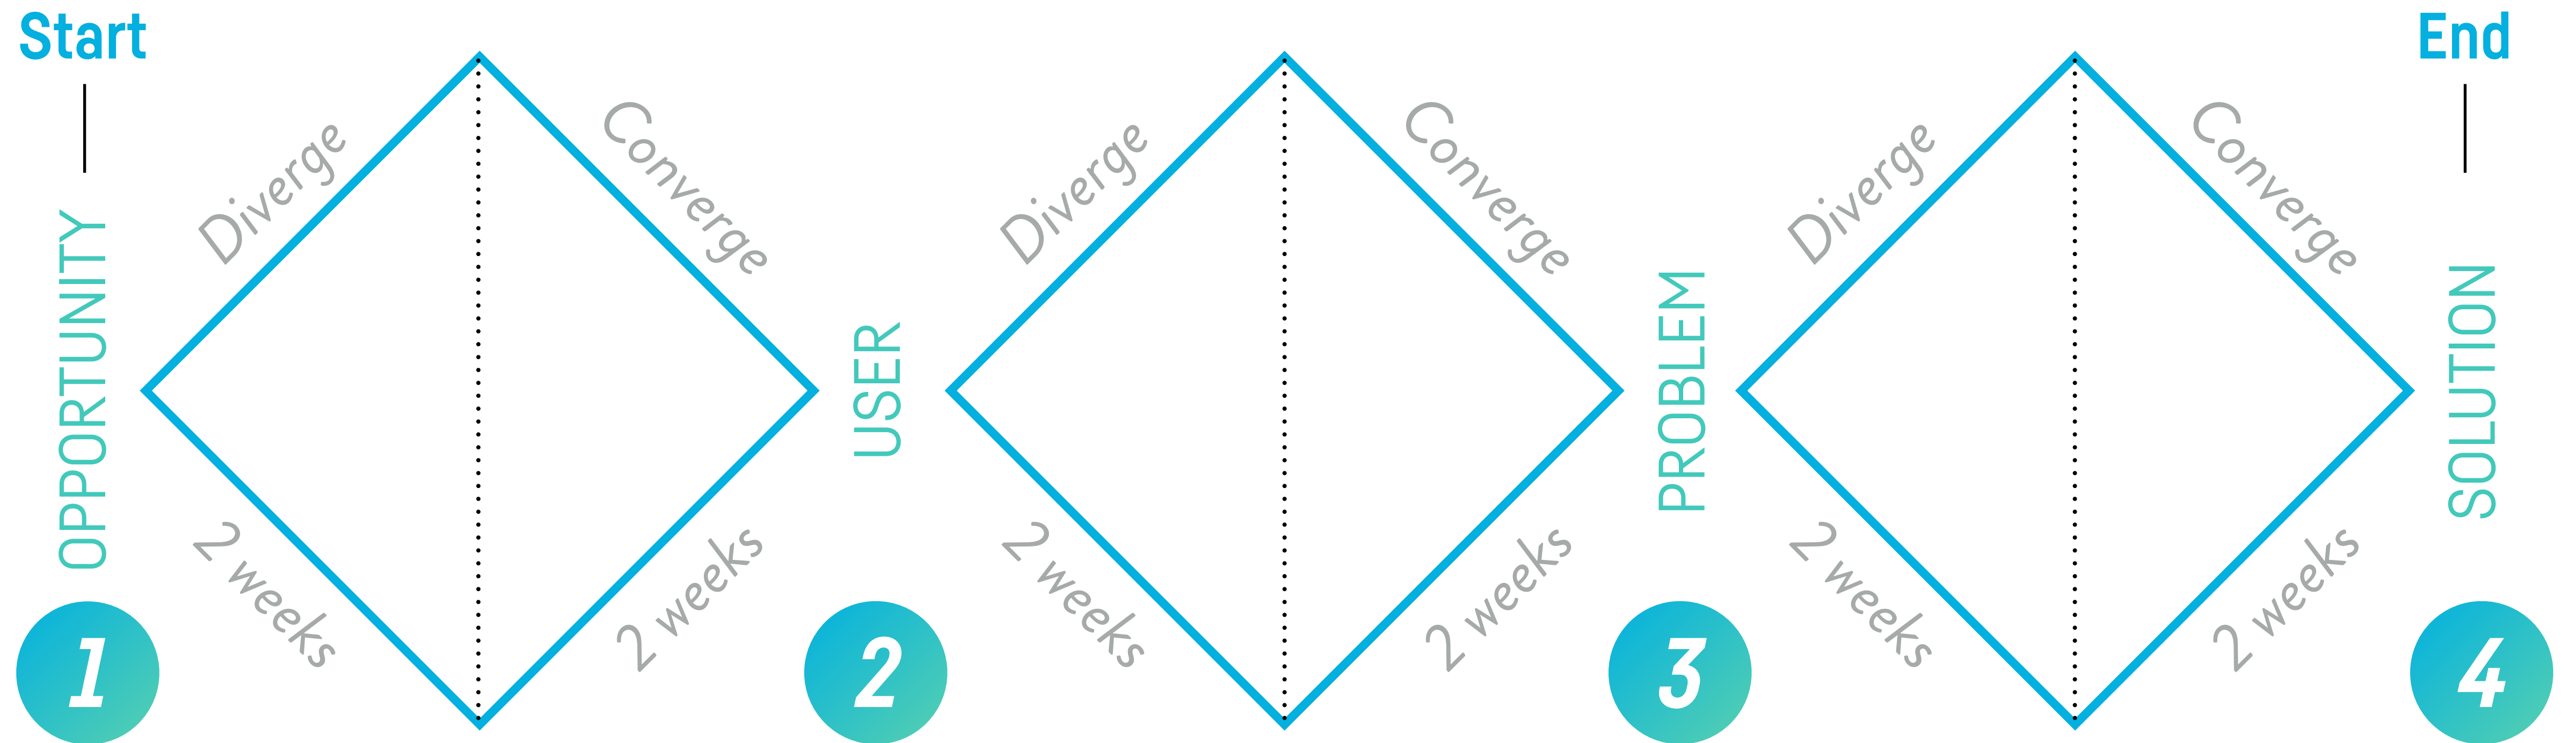 Start
OPPORTUNITY
1
Diverge
Converge
2 weeks
2 weeks
USER
2
Diverge
Converge
2 weeks
2 weeks
PROBLEM
3
Diverge
Converge
2 weeks
2 weeks
End
SOLUTION
4